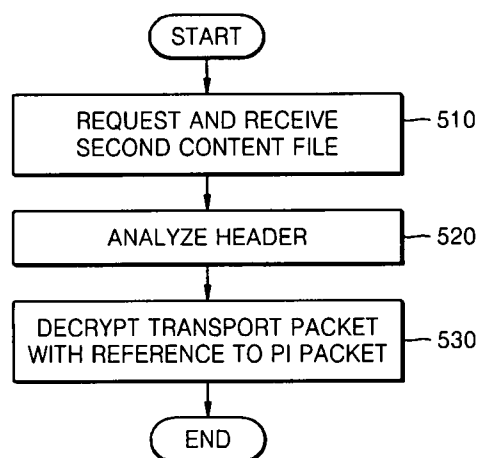 START
REQUEST AND RECEIVE
SECOND CONTENT FILE
510
ANALYZE HEADER
520
DECRYPT TRANSPORT PACKET
WITH REFERENCE TO PI PACKET
530
END